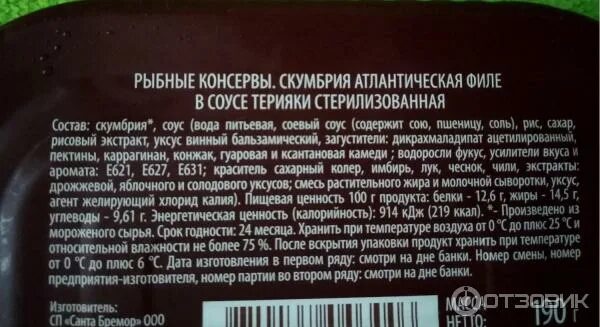 РЫБНЫЕ КОНСЕРВЫ. СКУМБРИЯ АТЛАНТИЧЕСКАЯ ФИЛЕ
В СОУСЕ ТЕРИЯКИ СТЕРИЛИЗОВАННАЯ
Состав: скумбрия*, соус (вода питьевая, соевый соус (содержит сою, пшеницу, соль), рис, сахар,
рисовый экстракт, уксус винный бальзамический, загустители: дикрахмаладипат ацетилированный,
пектины, каррагинан, конжак, гуаровая и ксантановая камеди ; водоросли фукус, усилители вкуса и
аромата: Е621, Е627, Е631; краситель сахарный колер, имбирь, лук, чеснок, чили, экстракты:
дрожжевой, яблочного и солодового уксусов; смесь растительного жира и молочной сыворотки, уксус,
агент желирующий хлорид калия). Пищевая ценность 100 г продукта: белки - 12,6 г, жиры - 14,5 г,
углеводы - 9,61 г. Энергетическая ценность (калорийность): 914 кДж (219 ккал). *- Произведено из
мороженого сырья. Срок годности: 24 месяца. Хранить при температуре воздуха от 0 °С до плюс 25 °С и
относительной влажности не более 75 %. После вскрытия упаковки продукт хранить при температуре
от 0 °С до плюс 6 °С. Дата изготовления в первом ряду: смотри на дне банки. Номер смены, номер
предприятия-изготовителя, номер партии во втором ряду: смотри на дне банки.
Изготовитель:
СП «Санта Бремор» ООО
МАССА
НЕТТО: 190 г
ОТЗОВИК